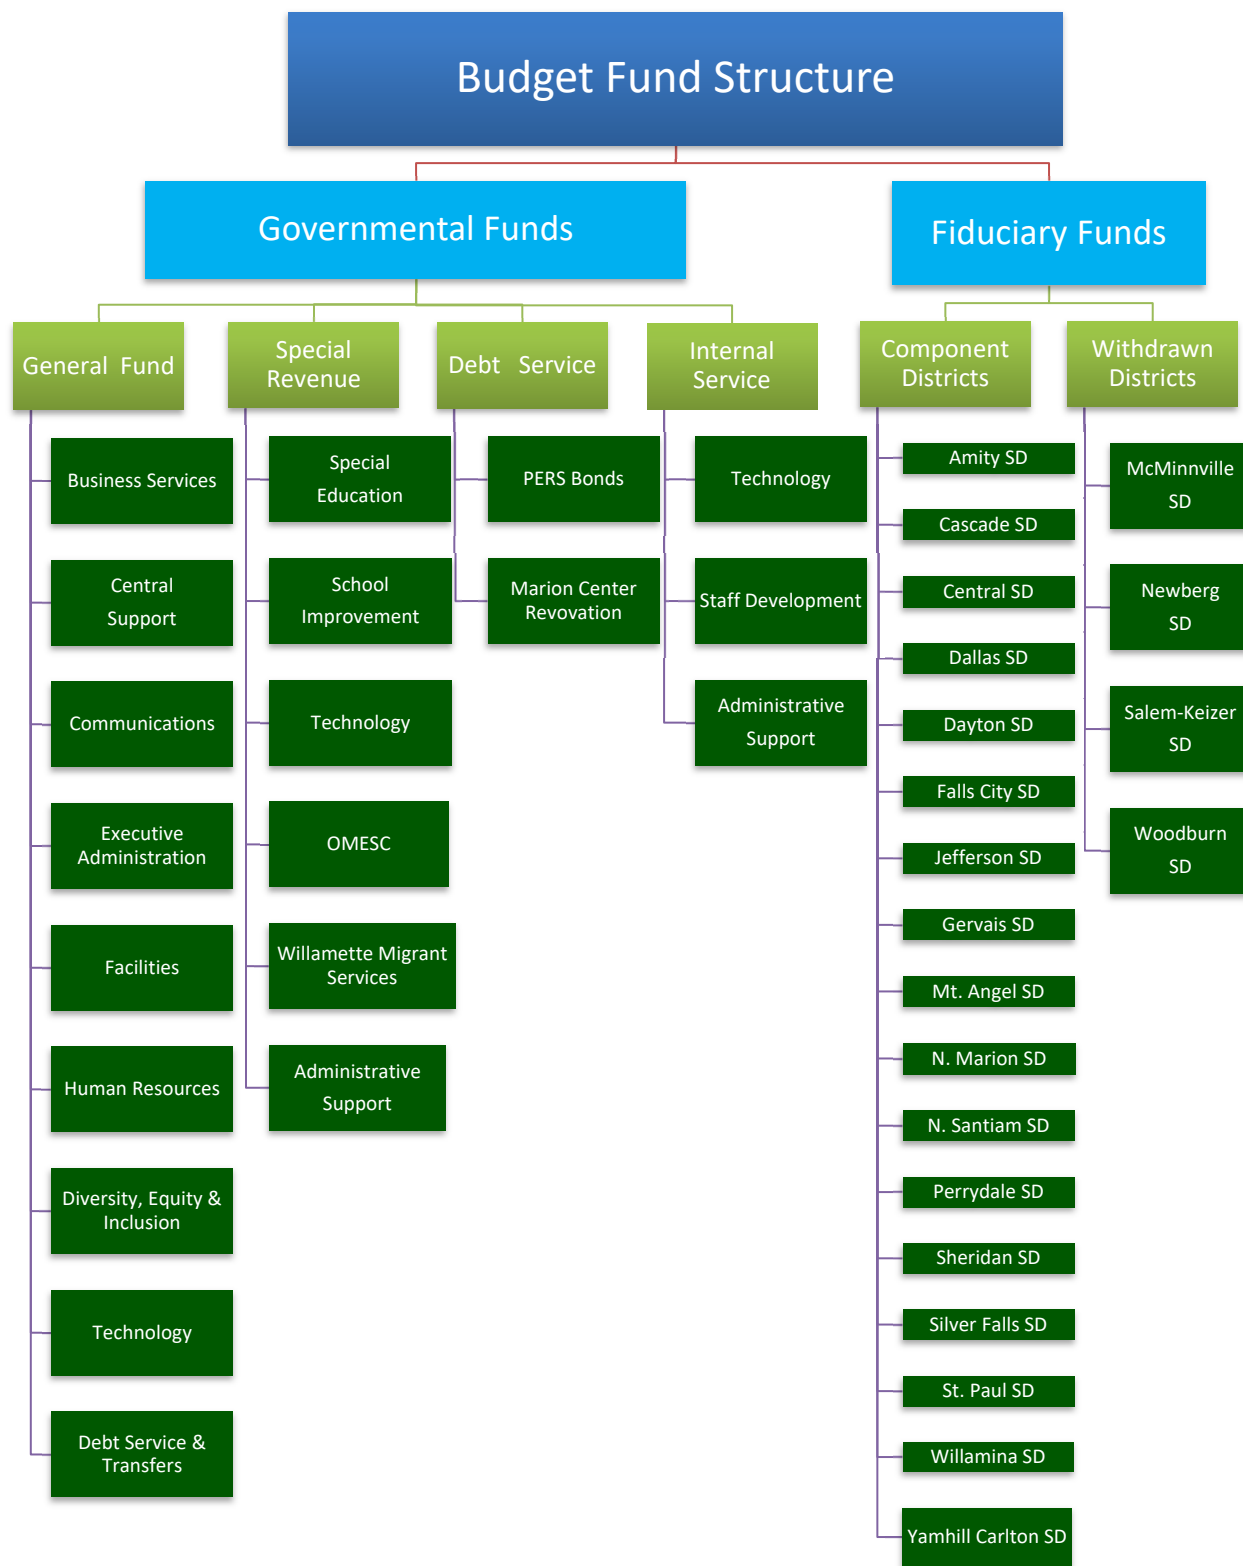 Budget Fund Structure
Governmental Funds
Fiduciary Funds
General Fund
Special
Revenue
Debt Service
Internal
Service
Component
Districts
Withdrawn
Districts
Business Services
Central
Support
Communications
Executive
Administration
Facilities
Human Resources
Diversity, Equity &
Inclusion
Technology
Debt Service &
Transfers
Special
Education
School
Improvement
Technology
OMESC
Willamette Migrant
Services
Administrative
Support
PERS Bonds
Marion Center
Revovation
Technology
Staff Development
Administrative
Support
Amity SD
Cascade SD
Central SD
Dallas SD
Dayton SD
Falls City SD
Jefferson SD
Gervais SD
Mt. Angel SD
N. Marion SD
N. Santiam SD
Perrydale SD
Sheridan SD
Silver Falls SD
St. Paul SD
Willamina SD
Yamhill Carlton SD
McMinnville
SD
Newberg
SD
Salem-Keizer
SD
Woodburn
SD